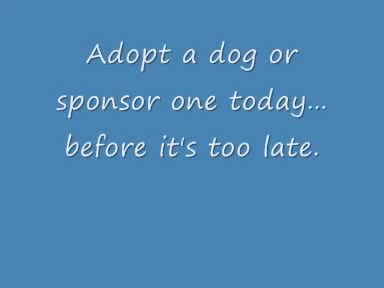 Adopt a dog or
sponsor one today...
before it's too late.